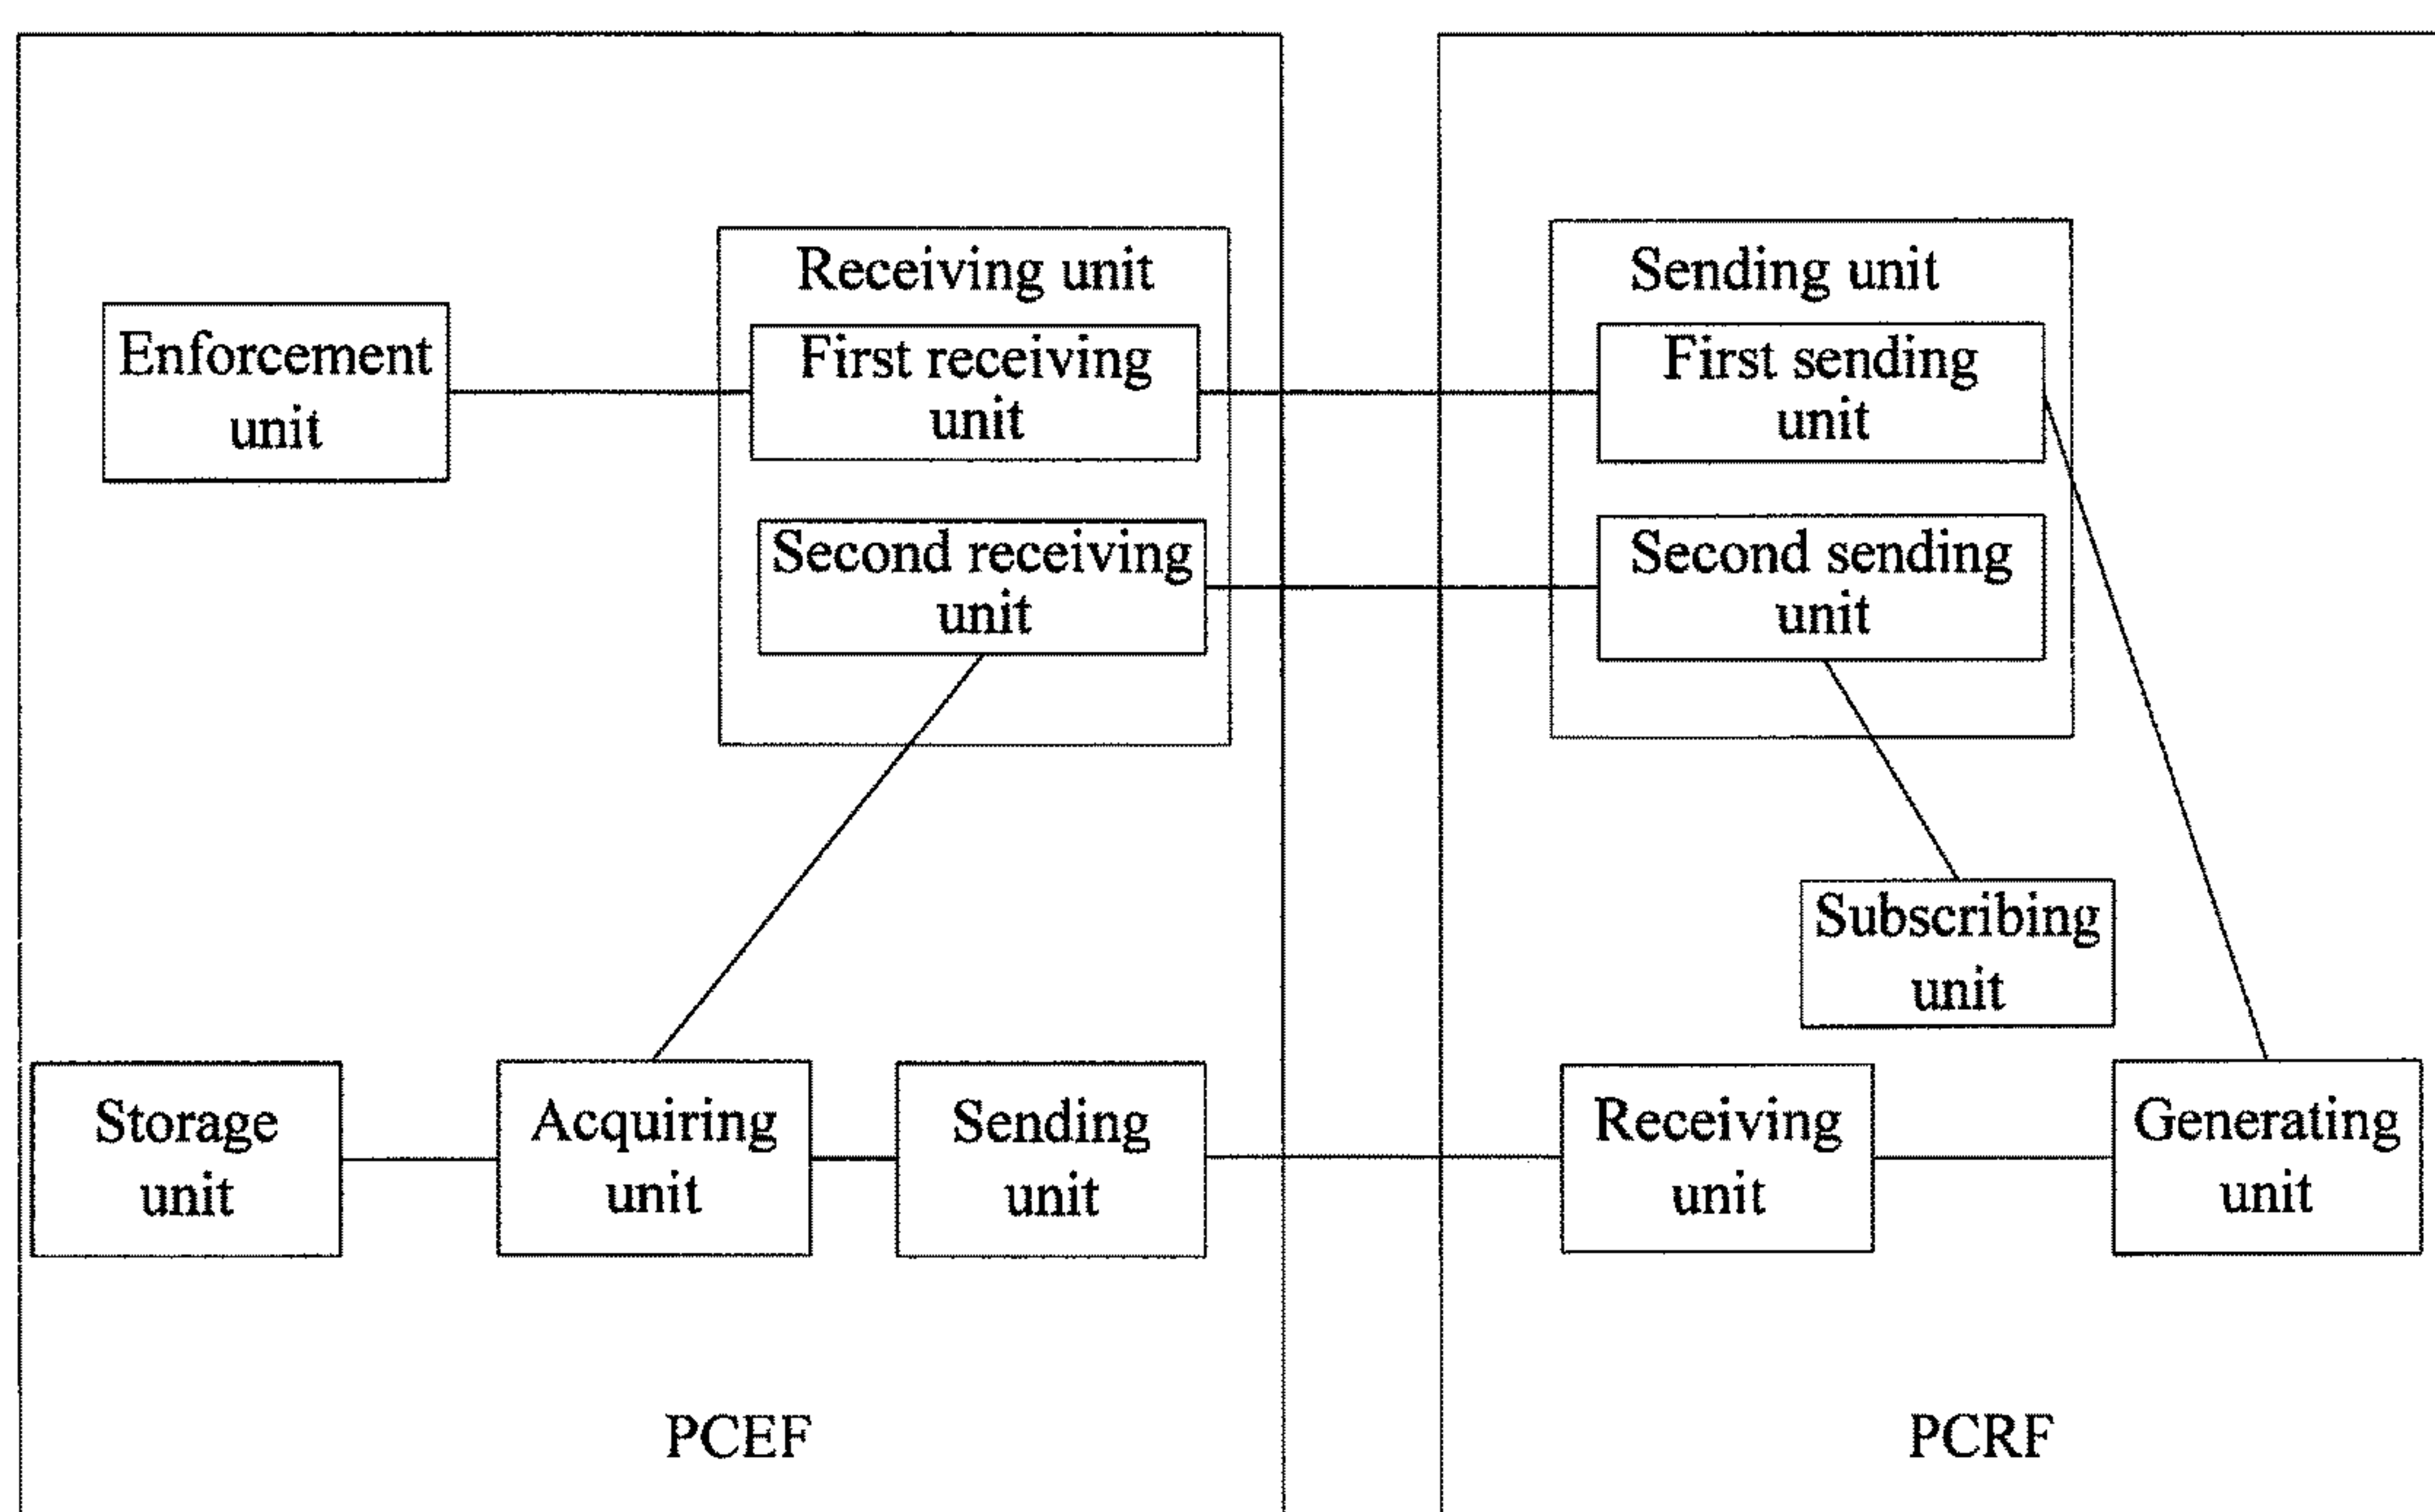 Receiving unit
Sending unit
Enforcement
unit
First receiving
unit
First sending
unit
Second receiving
unit
Second sending
unit
Subscribing
unit
Storage
unit
Acquiring
unit
Sending
unit
Receiving
unit
Generating
unit
PCEF
PCRF